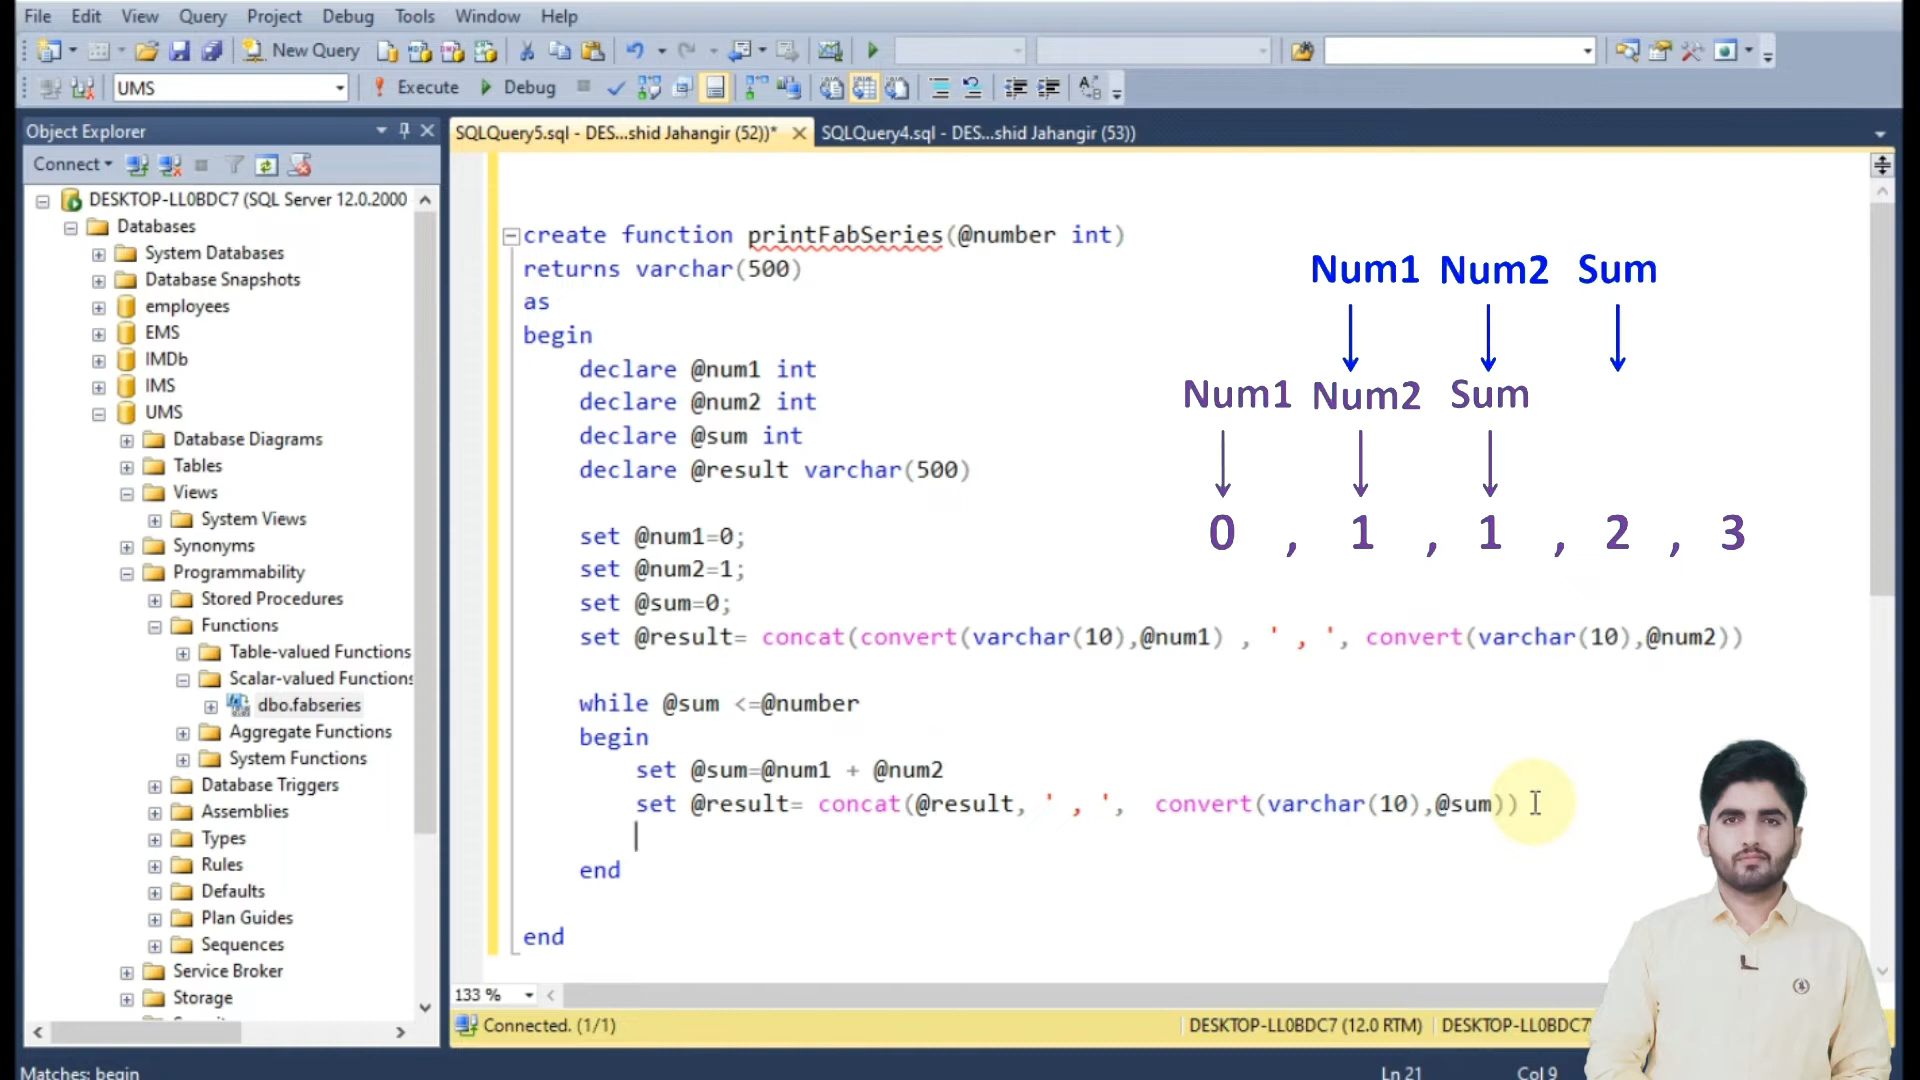 File Edit View Query Project Debug Tools Window Help
New Query
UMS Execute Debug
Object Explorer
Connect
DESKTOP-LL0BDC7 (SQL Server 12.0.2000
Databases
System Databases
Database Snapshots
employees
EMS
IMDb
IMS
UMS
Database Diagrams
Tables
Views
System Views
Synonyms
Programmability
Stored Procedures
Functions
Table-valued Functions
Scalar-valued Functions
dbo.fabseries
Aggregate Functions
System Functions
Database Triggers
Assemblies
Types
Rules
Defaults
Plan Guides
Sequences
Service Broker
Storage
SQLQuery5.sql - DES...shid Jahangir (52))* SQLQuery4.sql - DES...shid Jahangir (53))
create function printFabSeries(@number int)
returns varchar(500)
as
begin
declare @num1 int
declare @num2 int
declare @sum int
declare @result varchar(500)
set @num1=0;
set @num2=1;
set @sum=0;
set @result= concat(convert(varchar(10),@num1) , ' , ', convert(varchar(10),@num2))
while @sum <=@number
begin
set @sum=@num1 + @num2
set @result= concat(@result, ' , ', convert(varchar(10),@sum))
end
end
Num1 Num2 Sum
Num1 Num2 Sum
0 , 1 , 1 , 2 , 3
133 %
Connected. (1/1) DESKTOP-LL0BDC7 (12.0 RTM) DESKTOP-LL0BDC7
Matches: begin Ln 21 Col 9